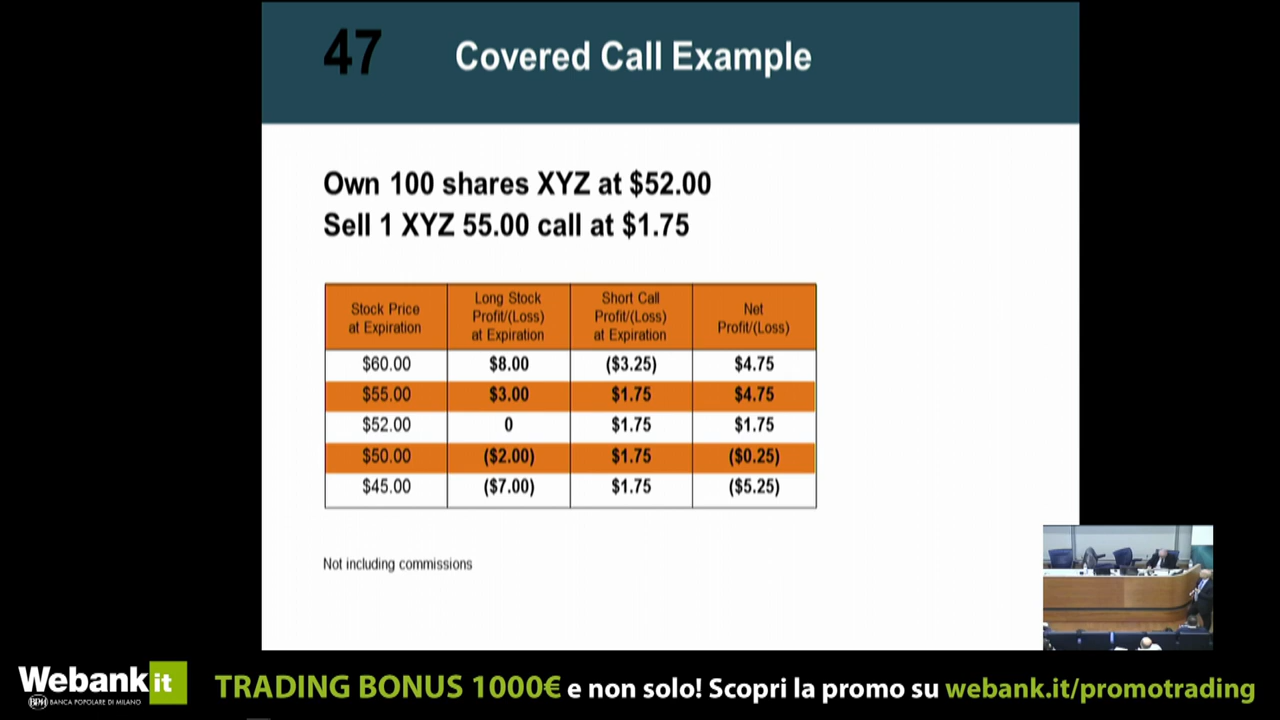 47
Covered Call Example
Own 100 shares XYZ at $52.00
Sell 1 XYZ 55.00 call at $1.75
Stock Price at Expiration | Long Stock Profit/(Loss) at Expiration | Short Call Profit/(Loss) at Expiration | Net Profit/(Loss)
$60.00 $8.00 ($3.25) $4.75
$55.00 $3.00 $1.75 $4.75
$52.00 0 $1.75 $1.75
$50.00 ($2.00) $1.75 ($0.25)
$45.00 ($7.00) $1.75 ($5.25)
Not including commissions
Webank it
BPM BANCA POPOLARE DI MILANO
TRADING BONUS 1000€ e non solo! Scopri la promo su webank.it/promotrading